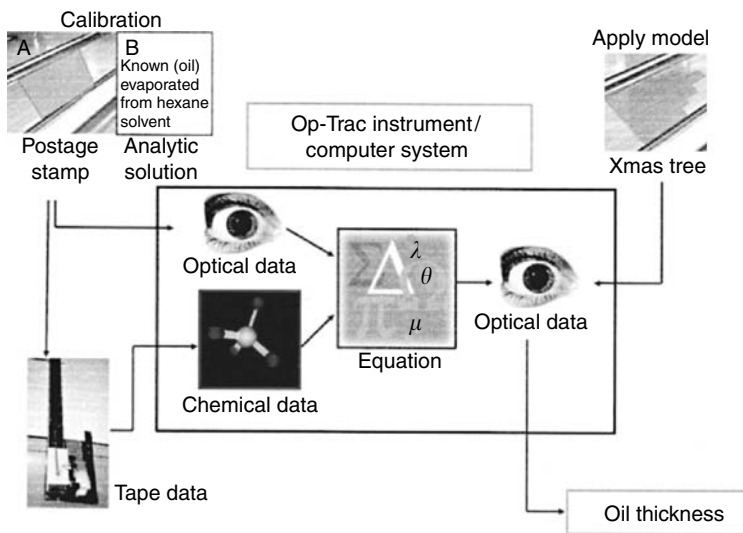 Calibration
A
B
Known (oil)
evaporated
from hexane
solvent
Postage
stamp
Analytic
solution
Op-Trac instrument/
computer system
Apply model
Xmas tree
Optical data
Chemical data
λ
θ
μ
Equation
Optical data
Tape data
Oil thickness